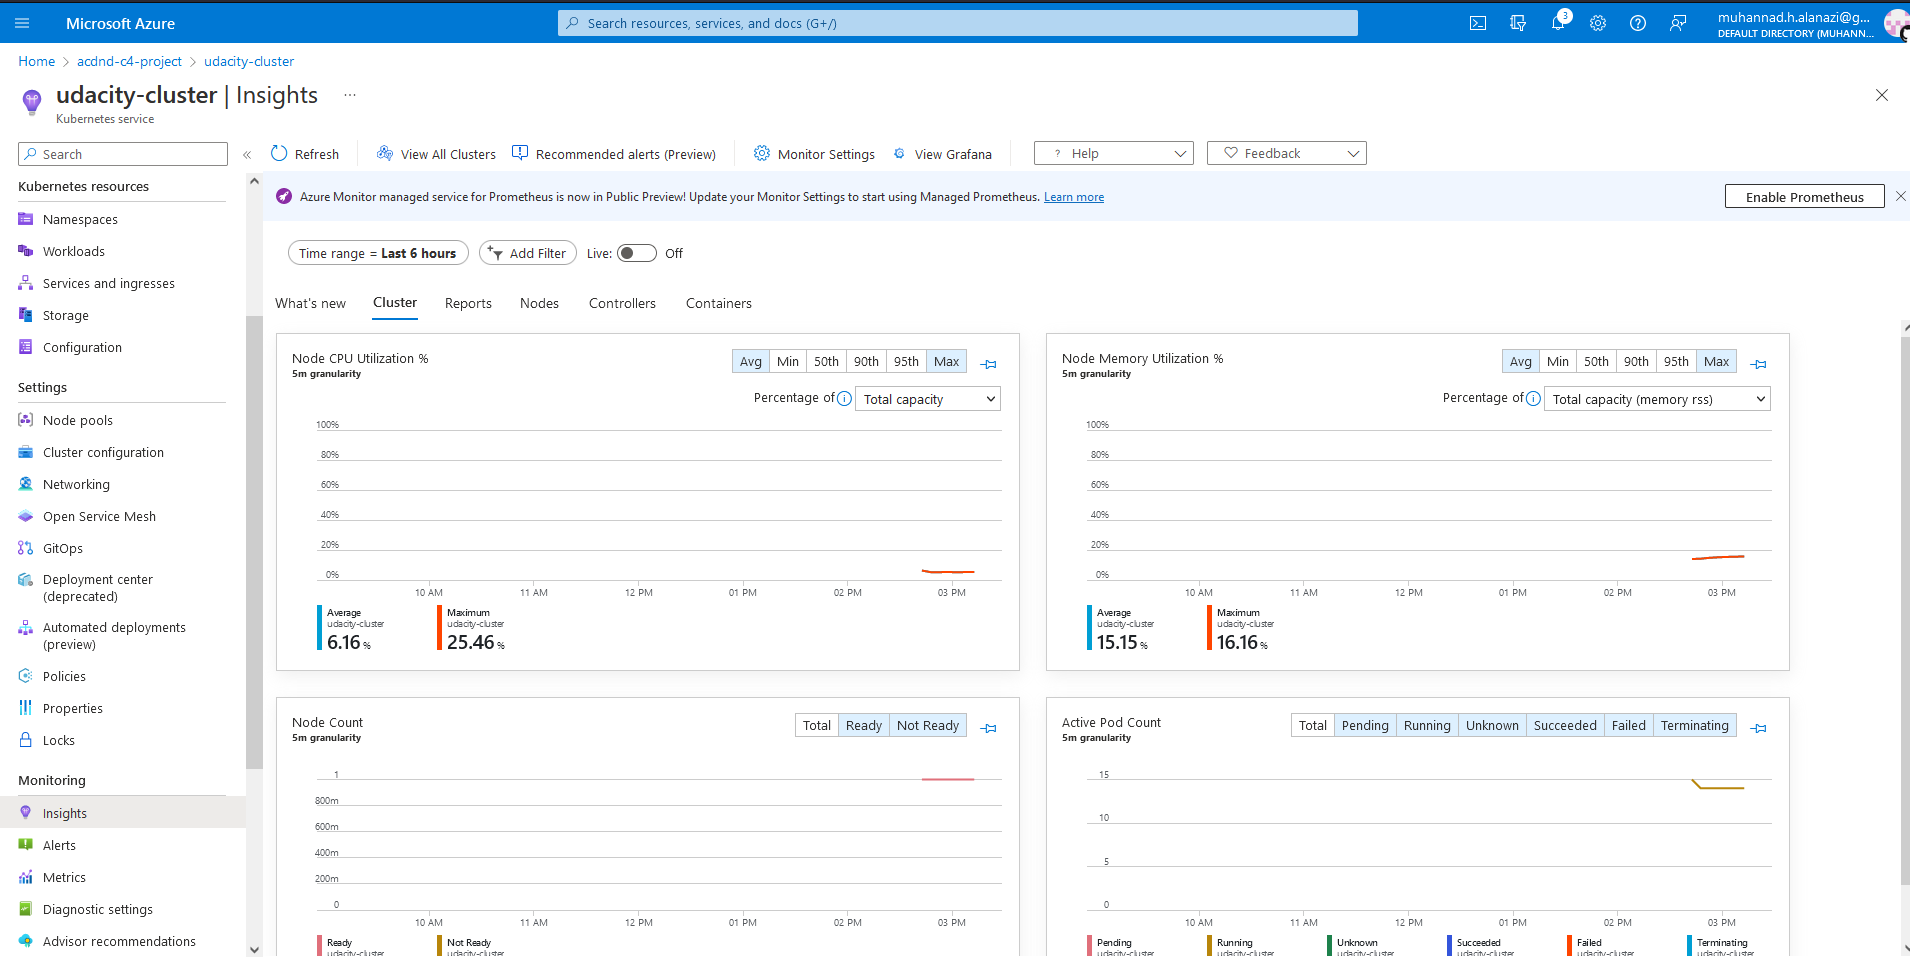 Microsoft Azure
Search resources, services, and docs (G+/)
3
muhannad.h.alanazi@g...
DEFAULT DIRECTORY (MUHANN...
Home > acdnd-c4-project > udacity-cluster
udacity-cluster | Insights ...
Kubernetes service
Search
«
Refresh
View All Clusters
Recommended alerts (Preview)
Monitor Settings
View Grafana
? Help
Feedback
Kubernetes resources
Namespaces
Workloads
Services and ingresses
Storage
Configuration
Settings
Node pools
Cluster configuration
Networking
Open Service Mesh
GitOps
Deployment center
(deprecated)
Automated deployments
(preview)
Policies
Properties
Locks
Monitoring
Insights
Alerts
Metrics
Diagnostic settings
Advisor recommendations
Azure Monitor managed service for Prometheus is now in Public Preview! Update your Monitor Settings to start using Managed Prometheus. Learn more
Enable Prometheus
Time range = Last 6 hours
Add Filter
Live: Off
What's new
Cluster
Reports
Nodes
Controllers
Containers
Node CPU Utilization %
5m granularity
Avg Min 50th 90th 95th Max
Percentage of Total capacity
100%
80%
60%
40%
20%
0%
10 AM 11 AM 12 PM 01 PM 02 PM 03 PM
Average
udacity-cluster
6.16 %
Maximum
udacity-cluster
25.46 %
Node Memory Utilization %
5m granularity
Avg Min 50th 90th 95th Max
Percentage of Total capacity (memory rss)
100%
80%
60%
40%
20%
0%
10 AM 11 AM 12 PM 01 PM 02 PM 03 PM
Average
udacity-cluster
15.15 %
Maximum
udacity-cluster
16.16 %
Node Count
5m granularity
Total Ready Not Ready
1
800m
600m
400m
200m
0
10 AM 11 AM 12 PM 01 PM 02 PM 03 PM
Ready
udacity-cluster
Not Ready
udacity-cluster
Active Pod Count
5m granularity
Total Pending Running Unknown Succeeded Failed Terminating
15
10
5
0
10 AM 11 AM 12 PM 01 PM 02 PM 03 PM
Pending
udacity-cluster
Running
udacity-cluster
Unknown
udacity-cluster
Succeeded
udacity-cluster
Failed
udacity-cluster
Terminating
udacity-cluster